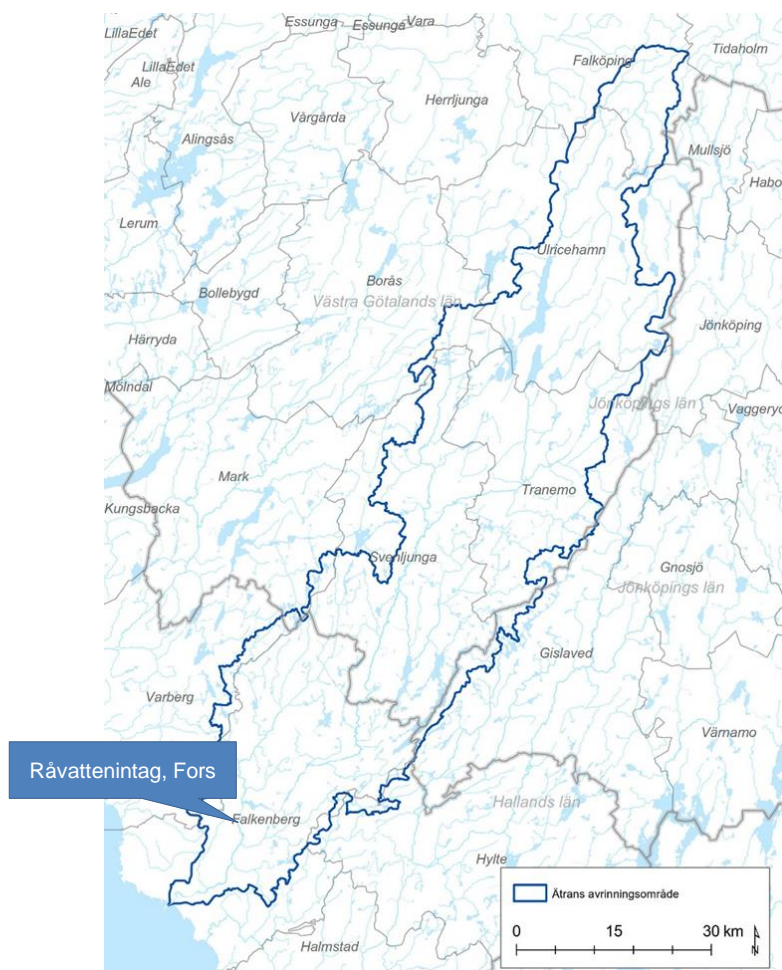 Essunga
Essunga
Vara
LillaEdet
Falköping
Tidaholm
LillaEdet
Ale
Herrljunga
Vårgårda
Alingsås
Mullsjö
Habo
Lerum
Ulricehamn
Borås
Västra Götalands län
Bollebygd
Jönköping
Härryda
Mölndal
Jönköpings län
Vaggeryd
Mark
Tranemo
Kungsbacka
Svenljunga
Gnosjö
Jönköpings län
Gislaved
Varberg
Värnamo
Råvattenintag, Fors
Hallands län
Falkenberg
Hylte
Ätrans avrinningsområde
0 15 30 km
N
Halmstad